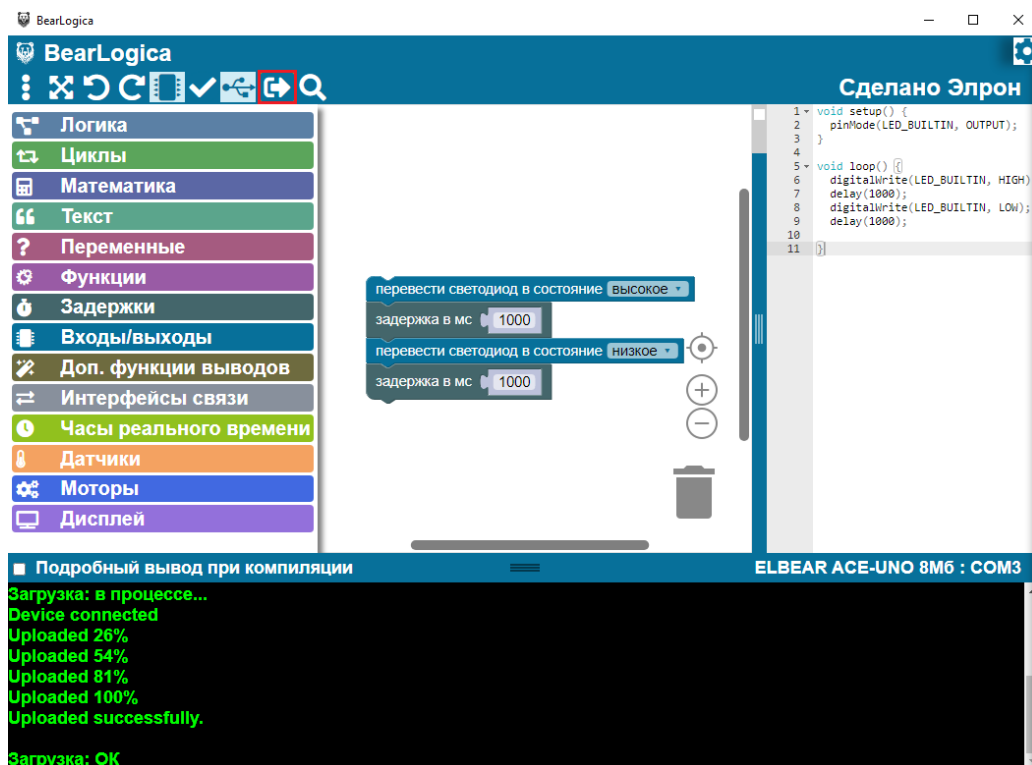 BearLogica
BearLogica
Сделано Элрон
Логика
Циклы
Математика
Текст
Переменные
Функции
Задержки
Входы/выходы
Доп. функции выводов
Интерфейсы связи
Часы реального времени
Датчики
Моторы
Дисплей
перевести светодиод в состояние высокое
задержка в мс 1000
перевести светодиод в состояние низкое
задержка в мс 1000
1 void setup() {
2 pinMode(LED_BUILTIN, OUTPUT);
3 }
4
5 void loop() {
6 digitalWrite(LED_BUILTIN, HIGH)
7 delay(1000);
8 digitalWrite(LED_BUILTIN, LOW);
9 delay(1000);
10
11 }
Подробный вывод при компиляции
ELBEAR ACE-UNO 8Мб : COM3
Загрузка: в процессе...
Device connected
Uploaded 26%
Uploaded 54%
Uploaded 81%
Uploaded 100%
Uploaded successfully.
Загрузка: ОК